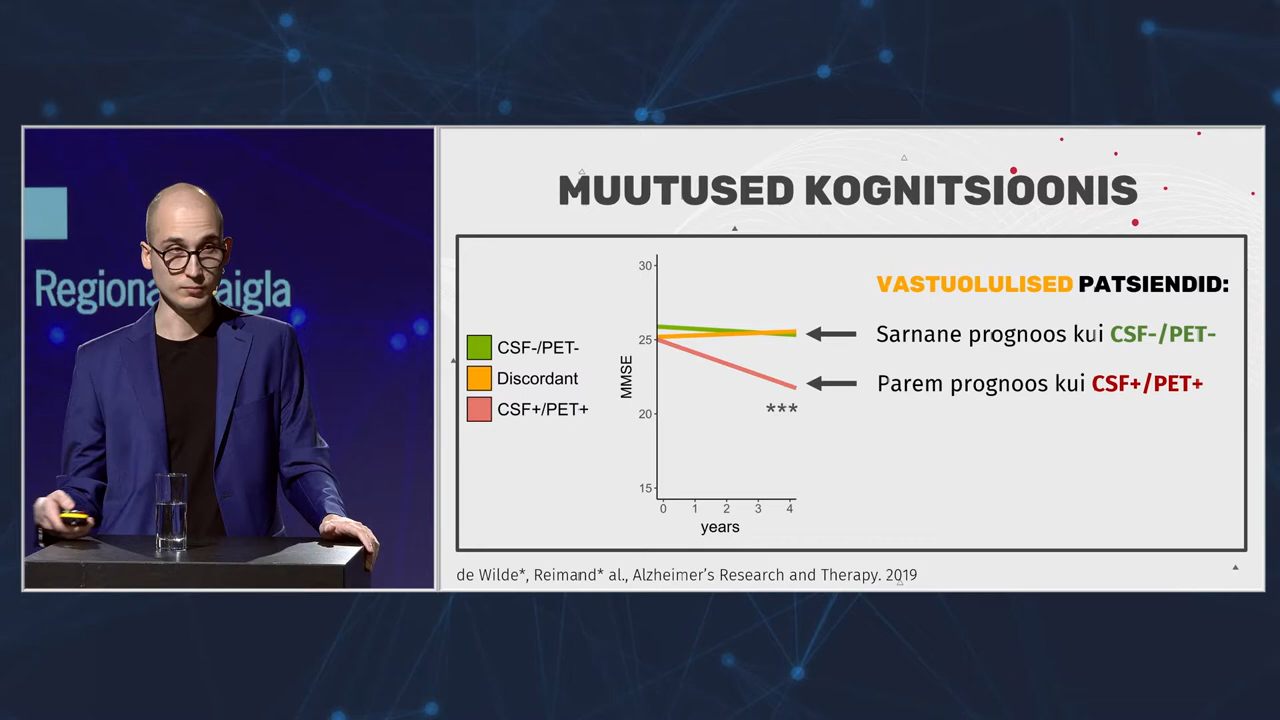 Regiona aigla
MUUTUSED KOGNITSIOONIS
VASTUOLULISED PATSIENDID:
Sarnane prognoos kui CSF-/PET-
Parem prognoos kui CSF+/PET+
CSF-/PET-
Discordant
CSF+/PET+
MMSE
30
25
20
15
***
0 1 2 3 4
years
de Wilde*, Reimand* al., Alzheimer's Research and Therapy. 2019